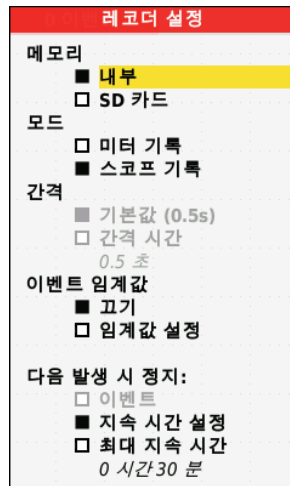 레코더 설정
메모리
■ 내부
□ SD 카드
모드
□ 미터 기록
■ 스코프 기록
간격
■ 기본값 (0.5s)
□ 간격 시간
0.5 초
이벤트 임계값
■ 끄기
□ 임계값 설정
다음 발생 시 정지:
□ 이벤트
■ 지속 시간 설정
□ 최대 지속 시간
0 시간 30 분